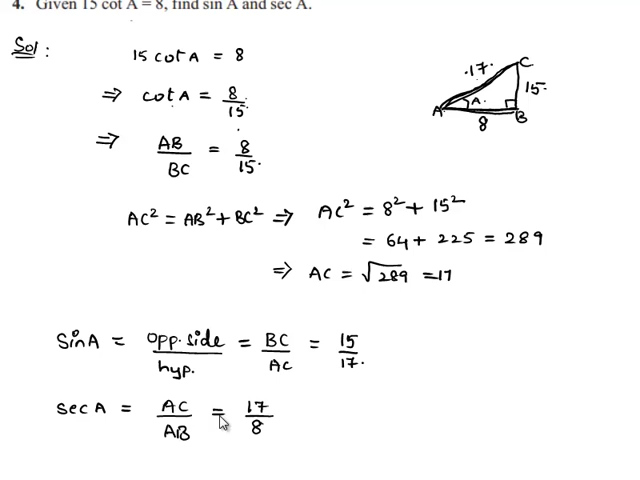 4. Given 15 cot A = 8, find sin A and sec A.
Sol :
15 cot A = 8
⇒ cot A = 8/15
⇒ AB/BC = 8/15.
AC² = AB² + BC² ⇒ AC² = 8² + 15²
= 64 + 225 = 289
⇒ AC = √289 = 17
Sin A = opp. side/hyp. = BC/AC = 15/17.
sec A = AC/AB = 17/8
C
17
15
A
A
B
8